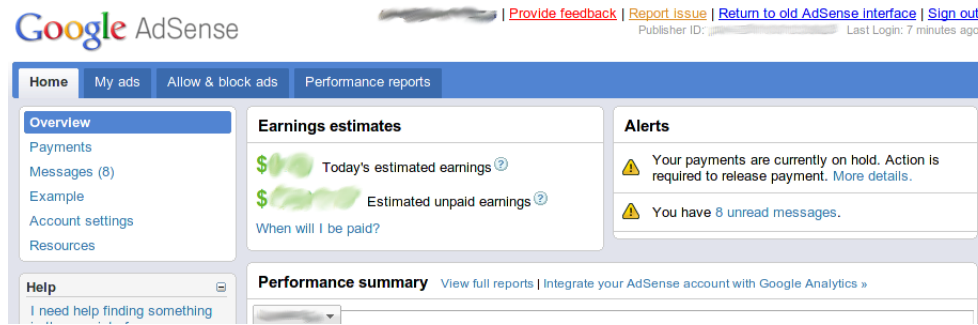 Google AdSense
| Provide feedback | Report issue | Return to old AdSense interface | Sign out
Publisher ID: Last Login: 7 minutes ago
Home My ads Allow & block ads Performance reports
Overview
Payments
Messages (8)
Example
Account settings
Resources
Help
I need help finding something
Earnings estimates
$ Today's estimated earnings ?
$ Estimated unpaid earnings ?
When will I be paid?
Alerts
Your payments are currently on hold. Action is
required to release payment. More details.
You have 8 unread messages.
Performance summary View full reports | Integrate your AdSense account with Google Analytics »